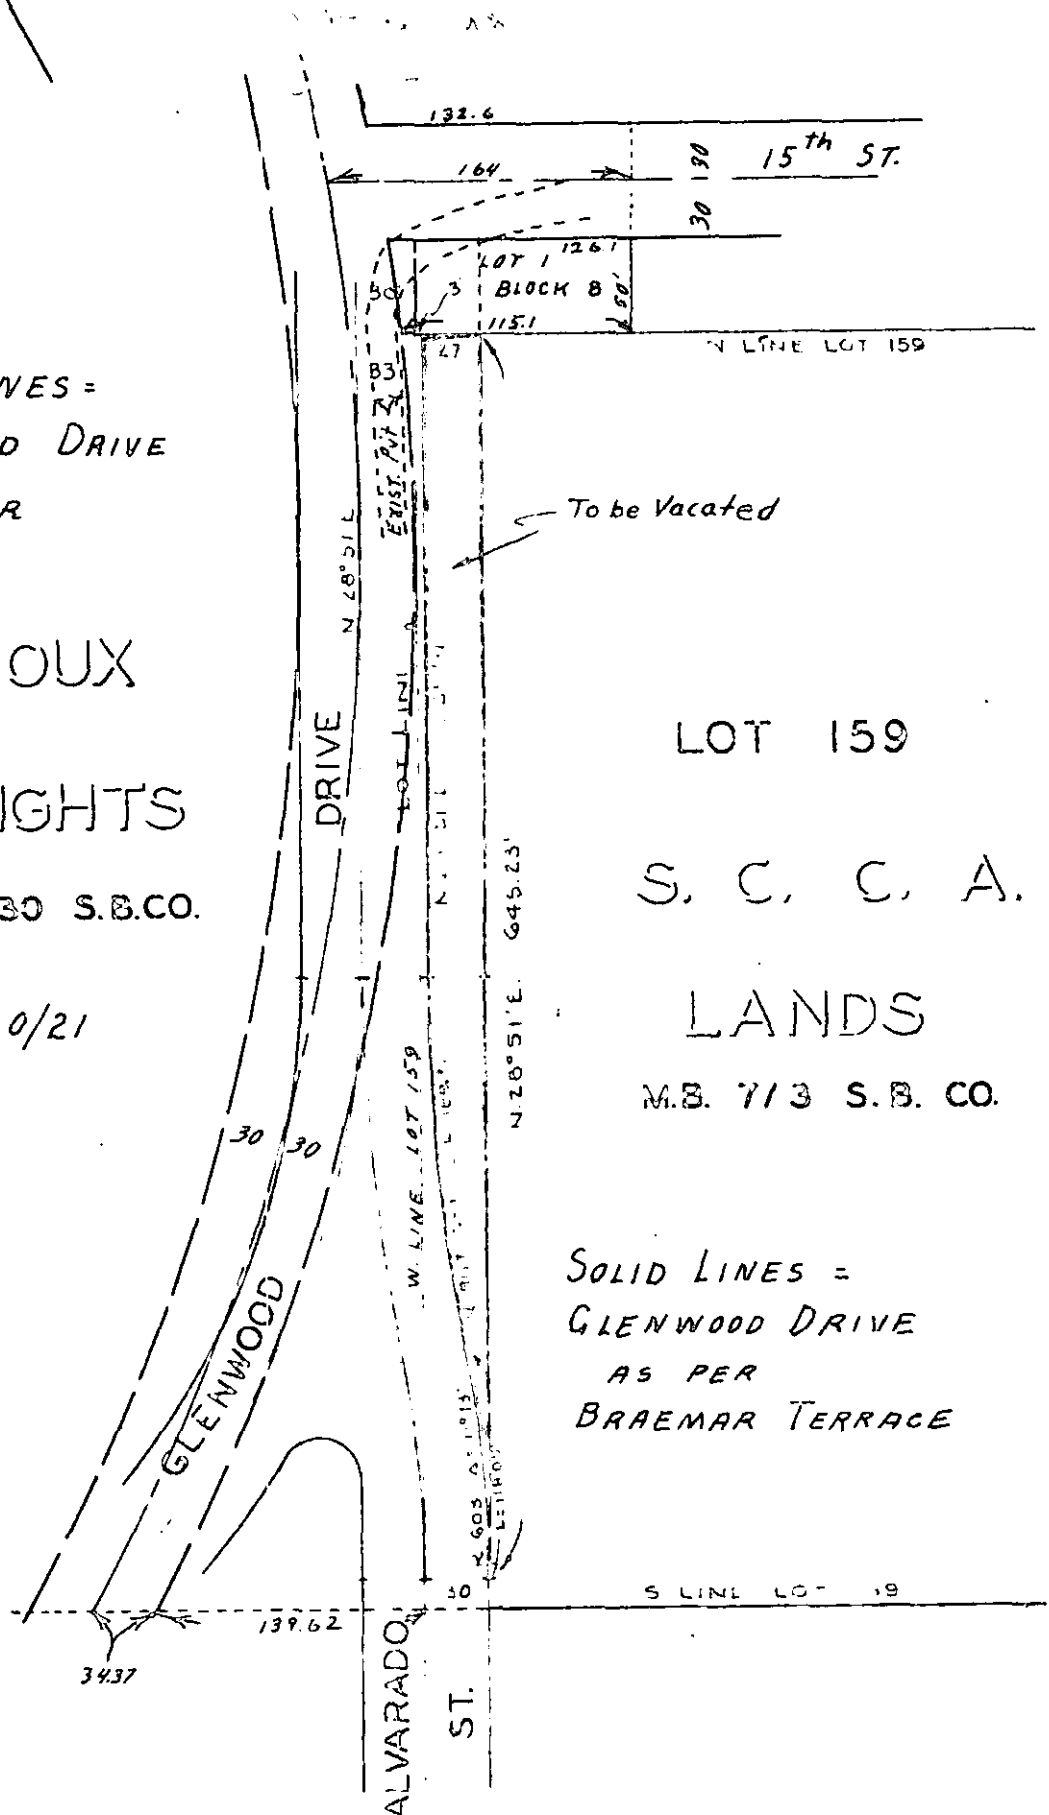 132.6
164
30
15th ST.
30
LOT 1
126.1
BLOCK 8
50'
3
115.1
27
N LINE LOT 159
NES =
D DRIVE
R
83
EXIST. PVT
To be Vacated
N 28° 51' E
OUX
IGHTS
30 S.B.CO.
0/21
DRIVE
LOT LINE
LOT 159
S. C. C. A.
LANDS
M.B. 7/3 S.B. CO.
N. 28° 51' E. 645.23'
W. LINE LOT 159
30
30
GLENWOOD
SOLID LINES =
GLENWOOD DRIVE
AS PER
BRAEMAR TERRACE
30
S LINE LOT
139.62
34.37
ALVARADO
ST.